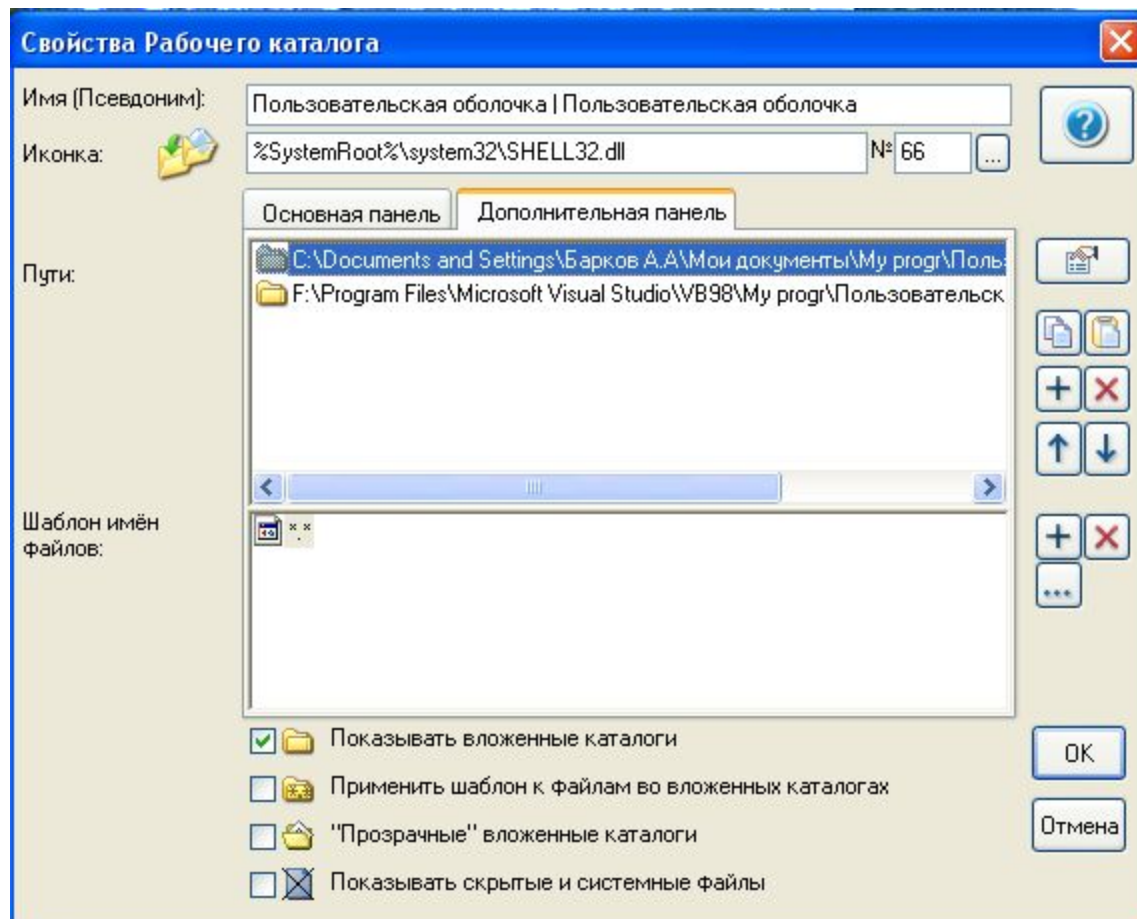 Свойства Рабочего каталога
Имя (Псевдоним):
Пользовательская оболочка | Пользовательская оболочка
Иконка:
%SystemRoot%\system32\SHELL32.dll
№ 66
...
Основная панель
Дополнительная панель
Пути:
C:\Documents and Settings\Барков А.А\Мои документы\My progr\Поль
F:\Program Files\Microsoft Visual Studio\VB98\My progr\Пользовательск
Шаблон имён
файлов:
*.*
...
Показывать вложенные каталоги
Применить шаблон к файлам во вложенных каталогах
"Прозрачные" вложенные каталоги
Показывать скрытые и системные файлы
ОК
Отмена